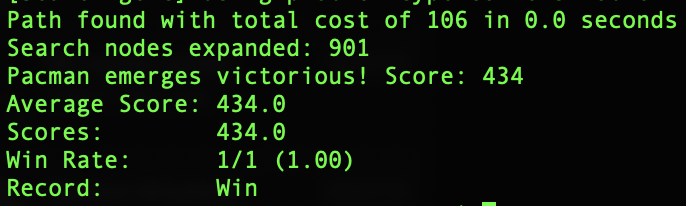 Path found with total cost of 106 in 0.0 seconds
Search nodes expanded: 901
Pacman emerges victorious! Score: 434
Average Score: 434.0
Scores:        434.0
Win Rate:      1/1 (1.00)
Record:        Win